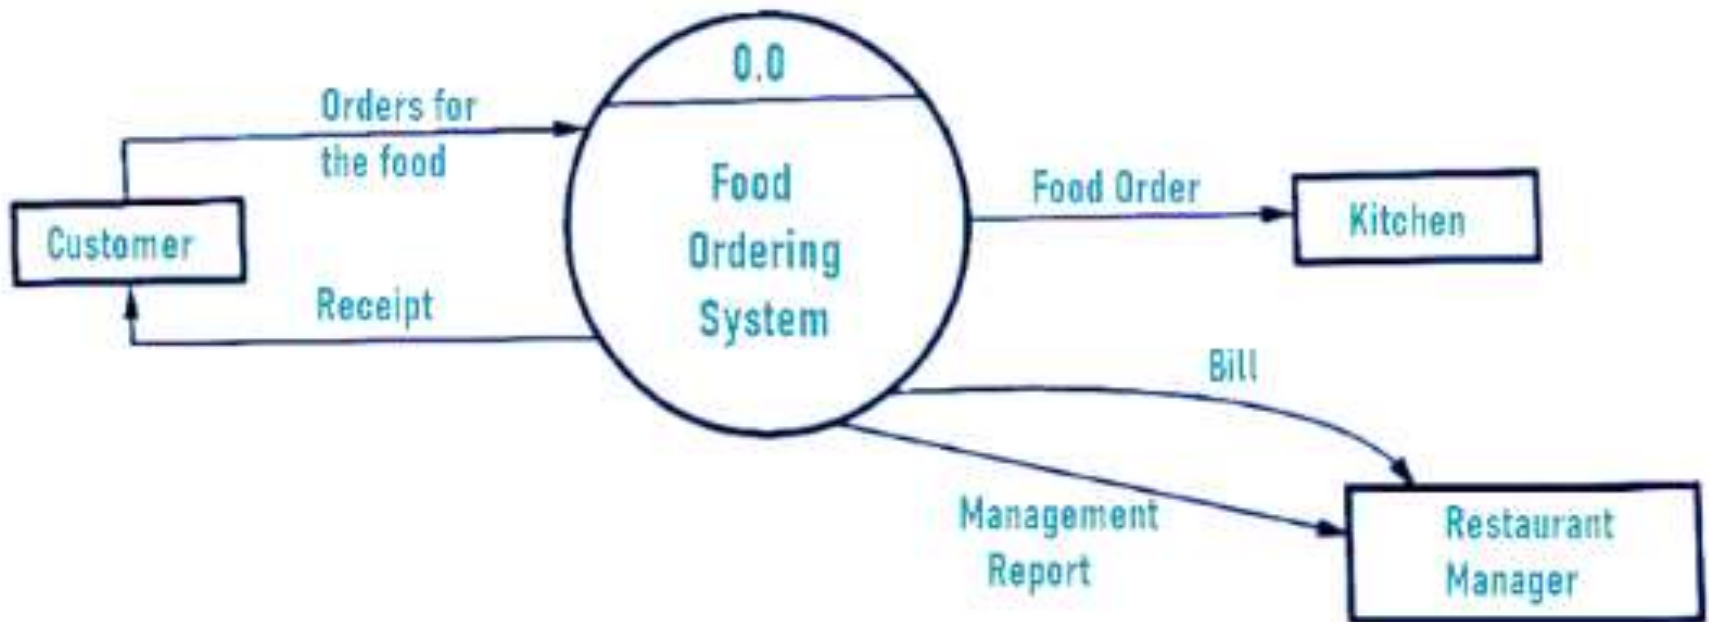 0.0
Orders for
the food
Food
Ordering
System
Food Order
Kitchen
Customer
Receipt
Bill
Management
Report
Restaurant
Manager